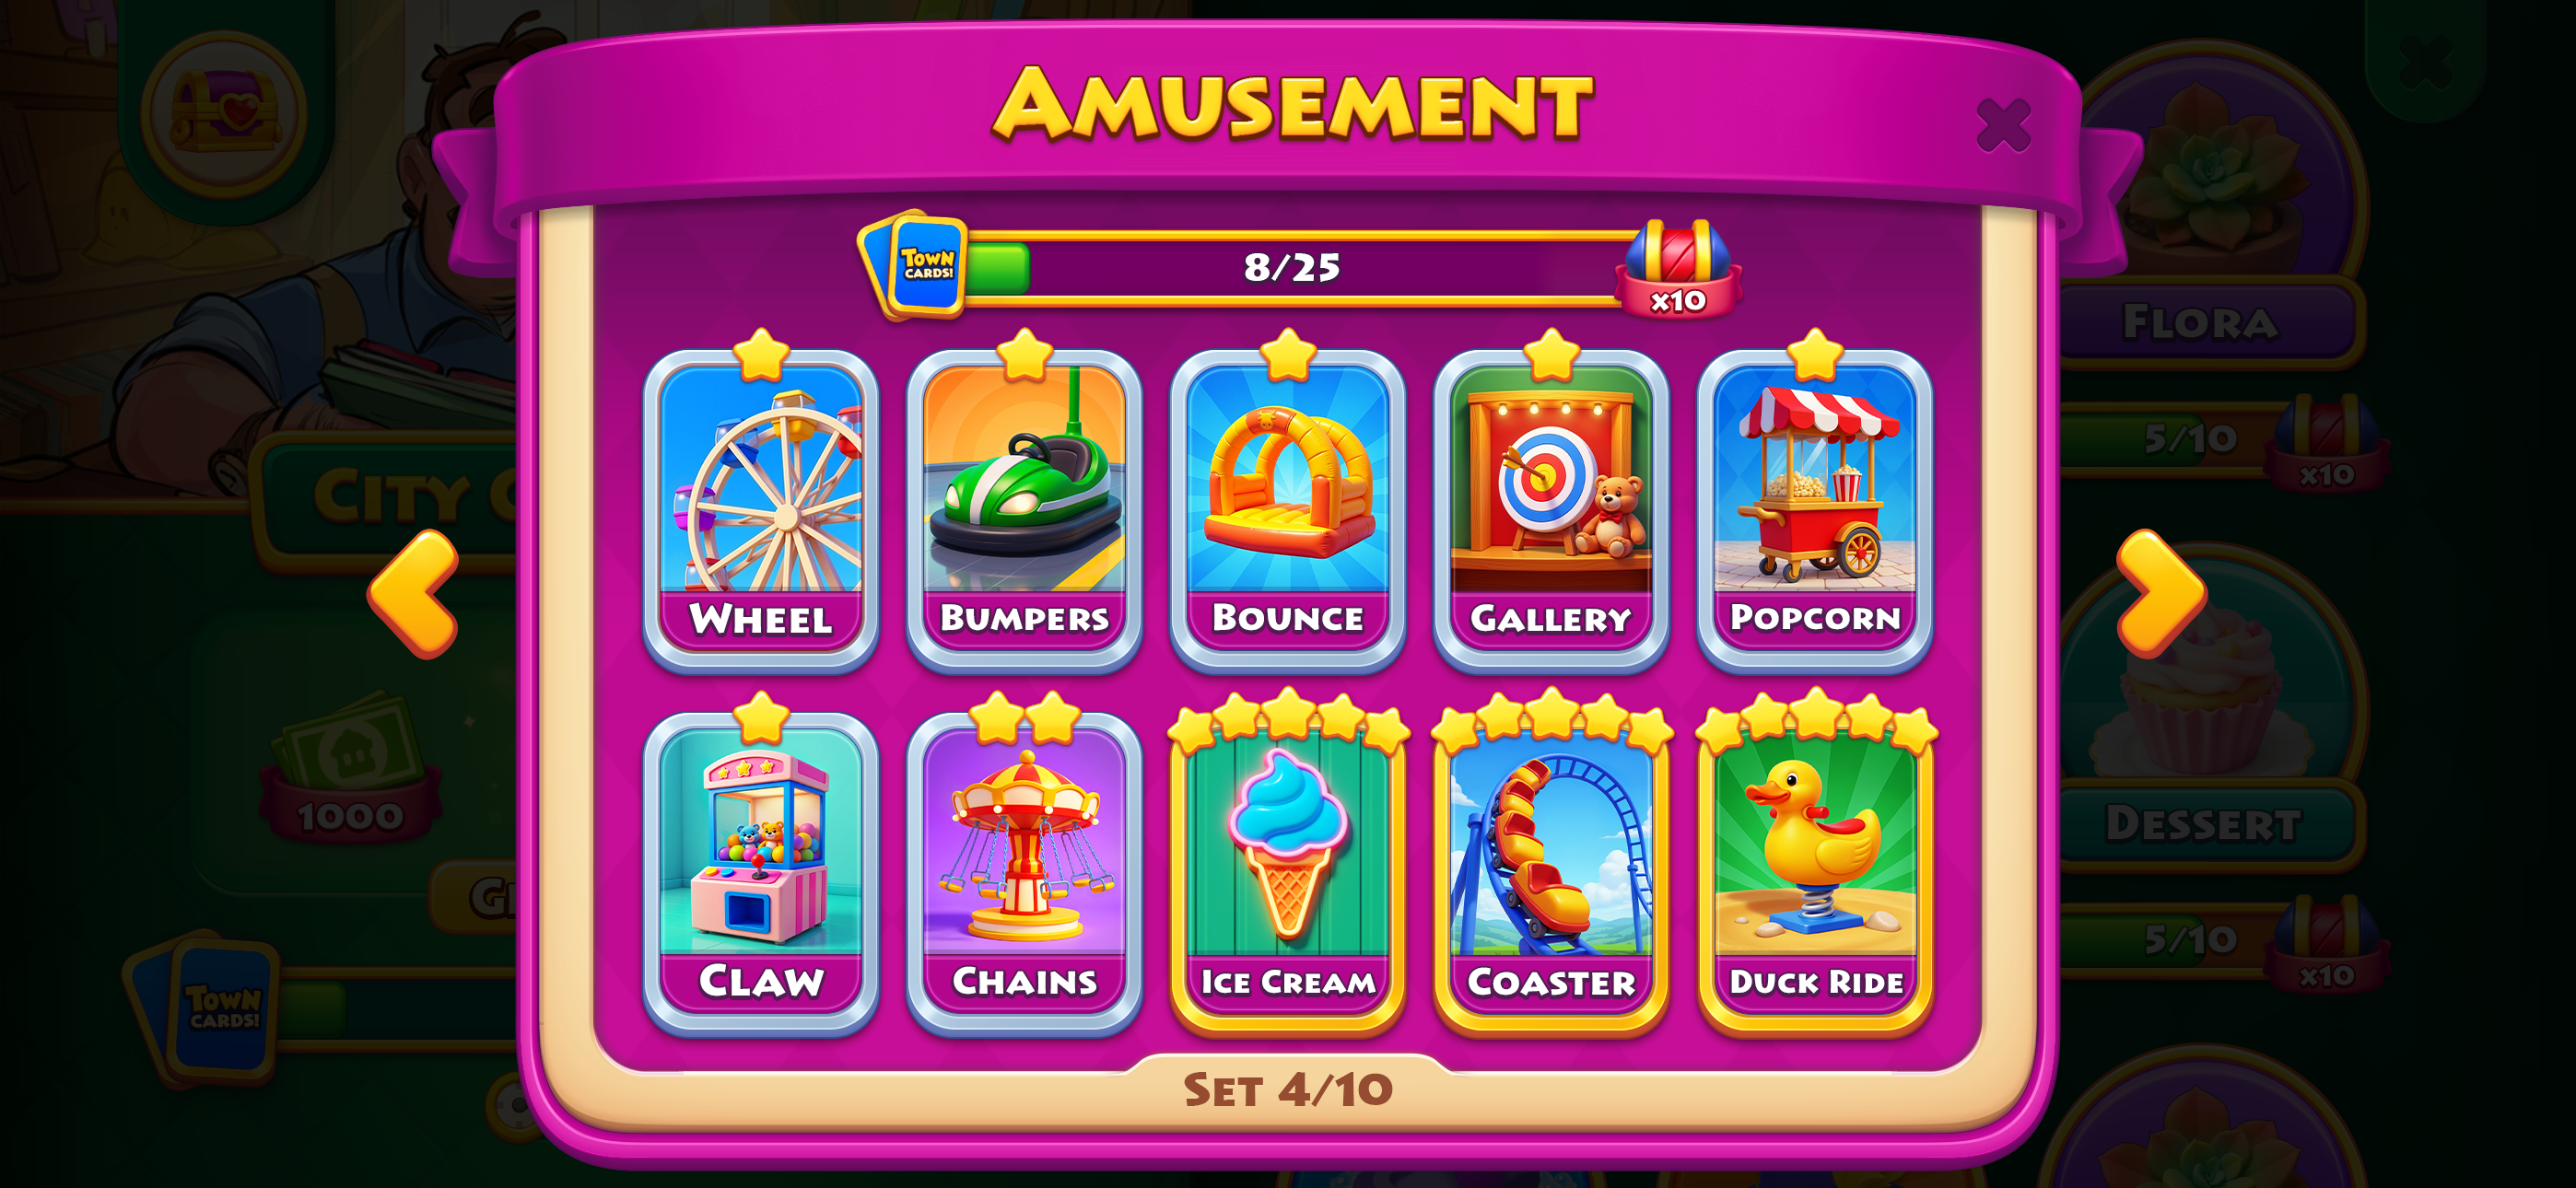 AMUSEMENT
TOWN
CARDS!
8/25
x10
WHEEL
BUMPERS
BOUNCE
GALLERY
POPCORN
CLAW
CHAINS
ICE CREAM
COASTER
DUCK RIDE
SET 4/10
CITY
1000
TOWN
CARDS!
FLORA
5/10
x10
DESSERT
5/10
x10